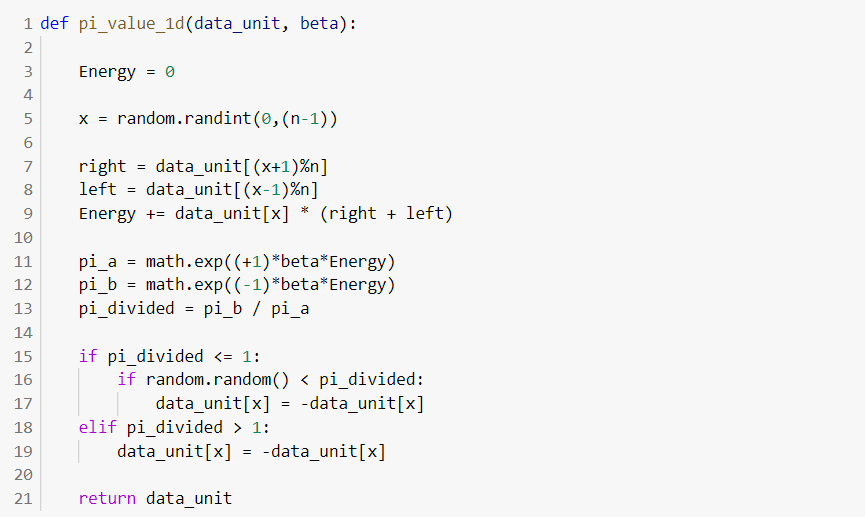 1 def pi_value_1d(data_unit, beta):
2
3     Energy = 0
4
5     x = random.randint(0,(n-1))
6
7     right = data_unit[(x+1)%n]
8     left = data_unit[(x-1)%n]
9     Energy += data_unit[x] * (right + left)
10
11     pi_a = math.exp((+1)*beta*Energy)
12     pi_b = math.exp((-1)*beta*Energy)
13     pi_divided = pi_b / pi_a
14
15     if pi_divided <= 1:
16         if random.random() < pi_divided:
17             data_unit[x] = -data_unit[x]
18     elif pi_divided > 1:
19         data_unit[x] = -data_unit[x]
20
21     return data_unit